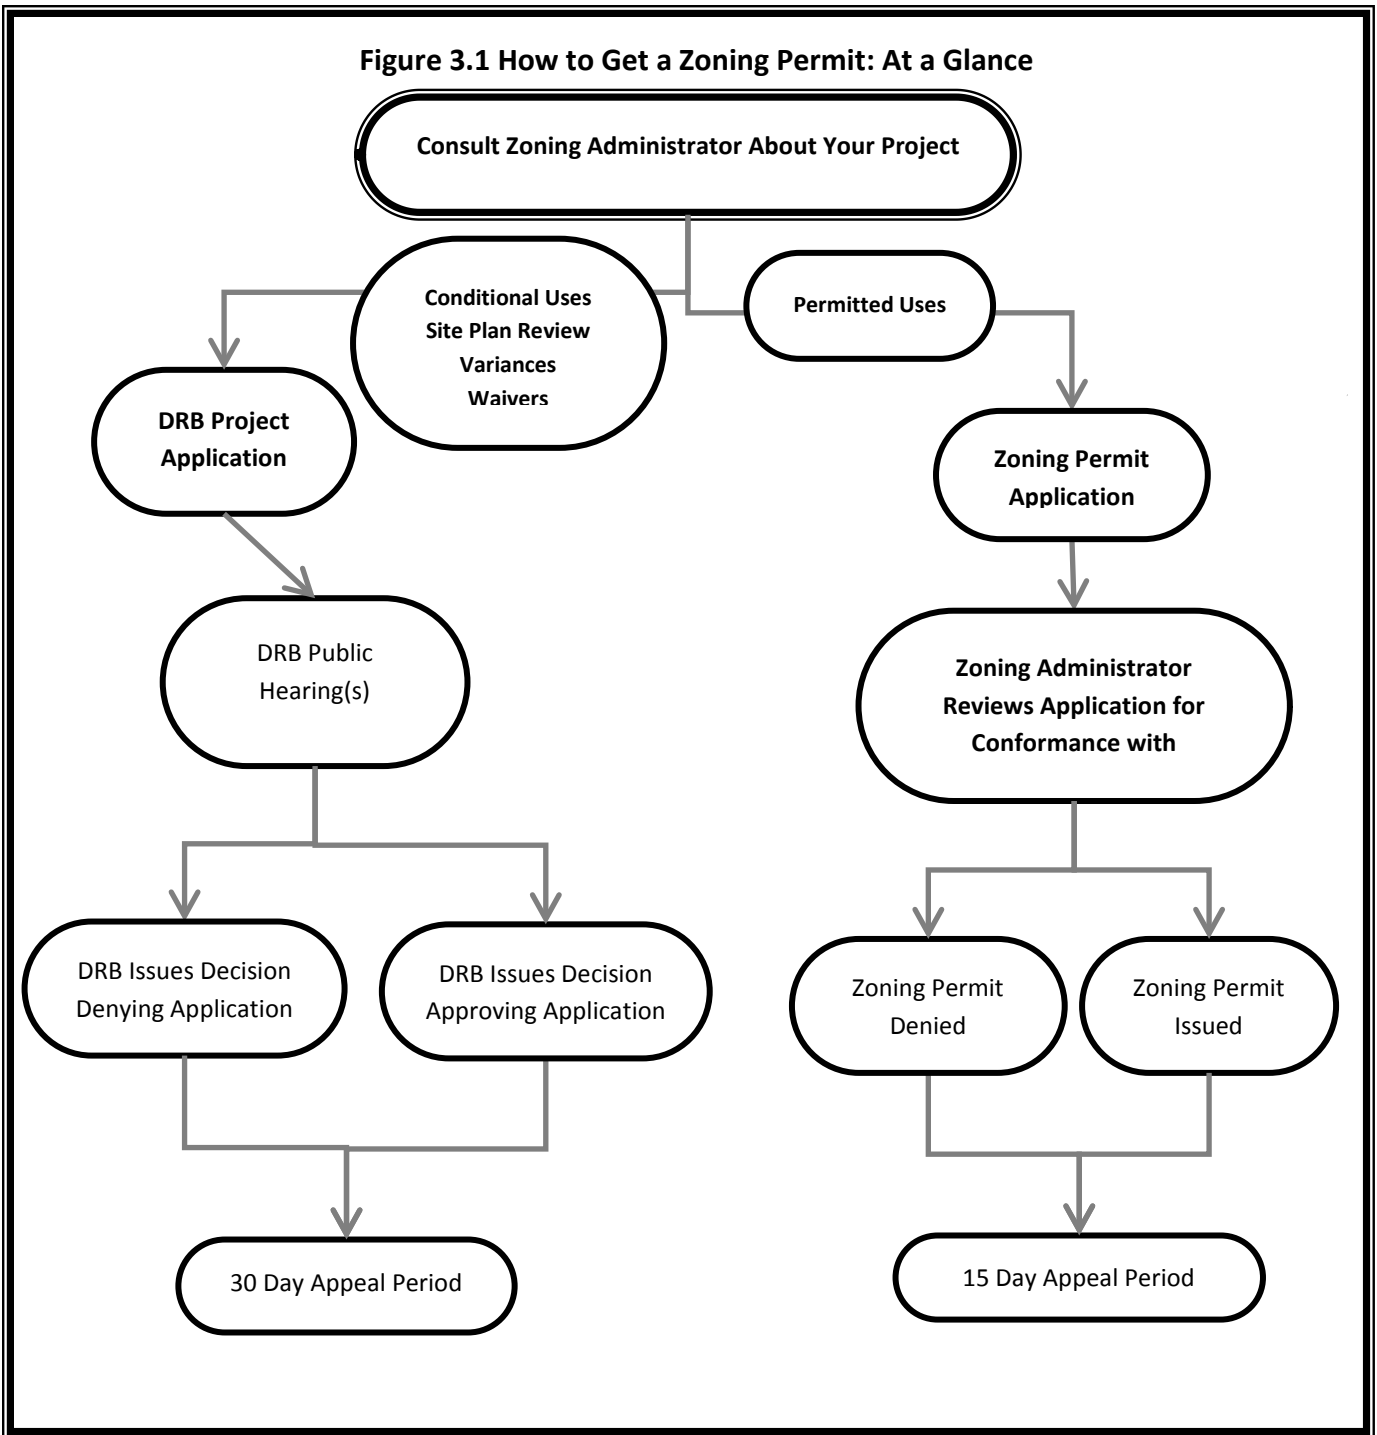 Figure 3.1 How to Get a Zoning Permit: At a Glance
Consult Zoning Administrator About Your Project
Conditional Uses
Site Plan Review
Variances
Waivers
Permitted Uses
DRB Project
Application
Zoning Permit
Application
DRB Public
Hearing(s)
Zoning Administrator
Reviews Application for
Conformance with
DRB Issues Decision
Denying Application
DRB Issues Decision
Approving Application
Zoning Permit
Denied
Zoning Permit
Issued
30 Day Appeal Period
15 Day Appeal Period